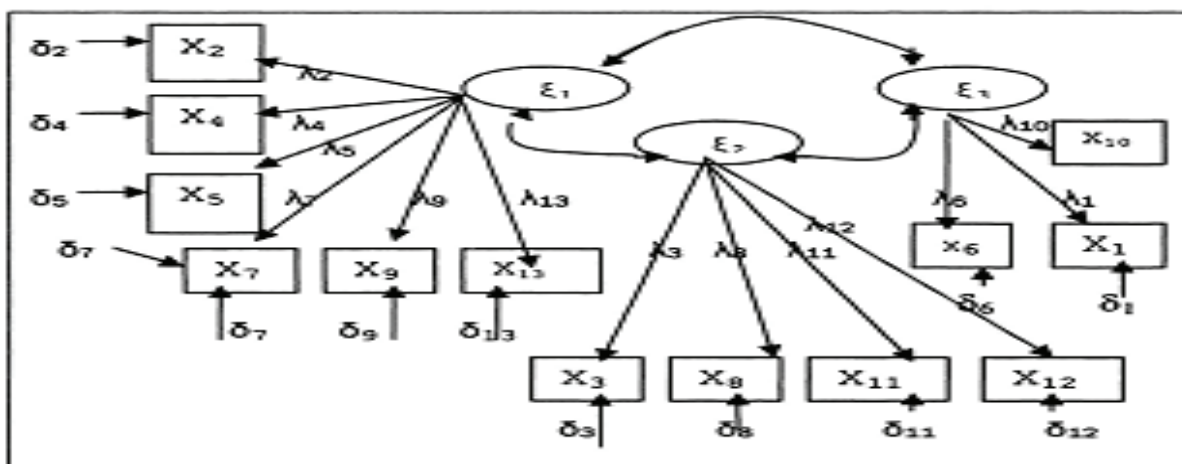 δ₂ X₂ λ₂ ξ₁ ξ₃
δ₄ X₄ λ₄ λ₁₀ X₁₀
λ₅ ξ₂
δ₅ X₅ λ₇ λ₉ λ₁₃ λ₆ λ₁
λ₁₂
δ₇ X₇ X₉ X₁₃ λ₃ λ₈ λ₁₁ x₆ X₁
δ₇ δ₉ δ₁₃ δ₆ δ₁
X₃ X₈ X₁₁ X₁₂
δ₃ δ₈ δ₁₁ δ₁₂